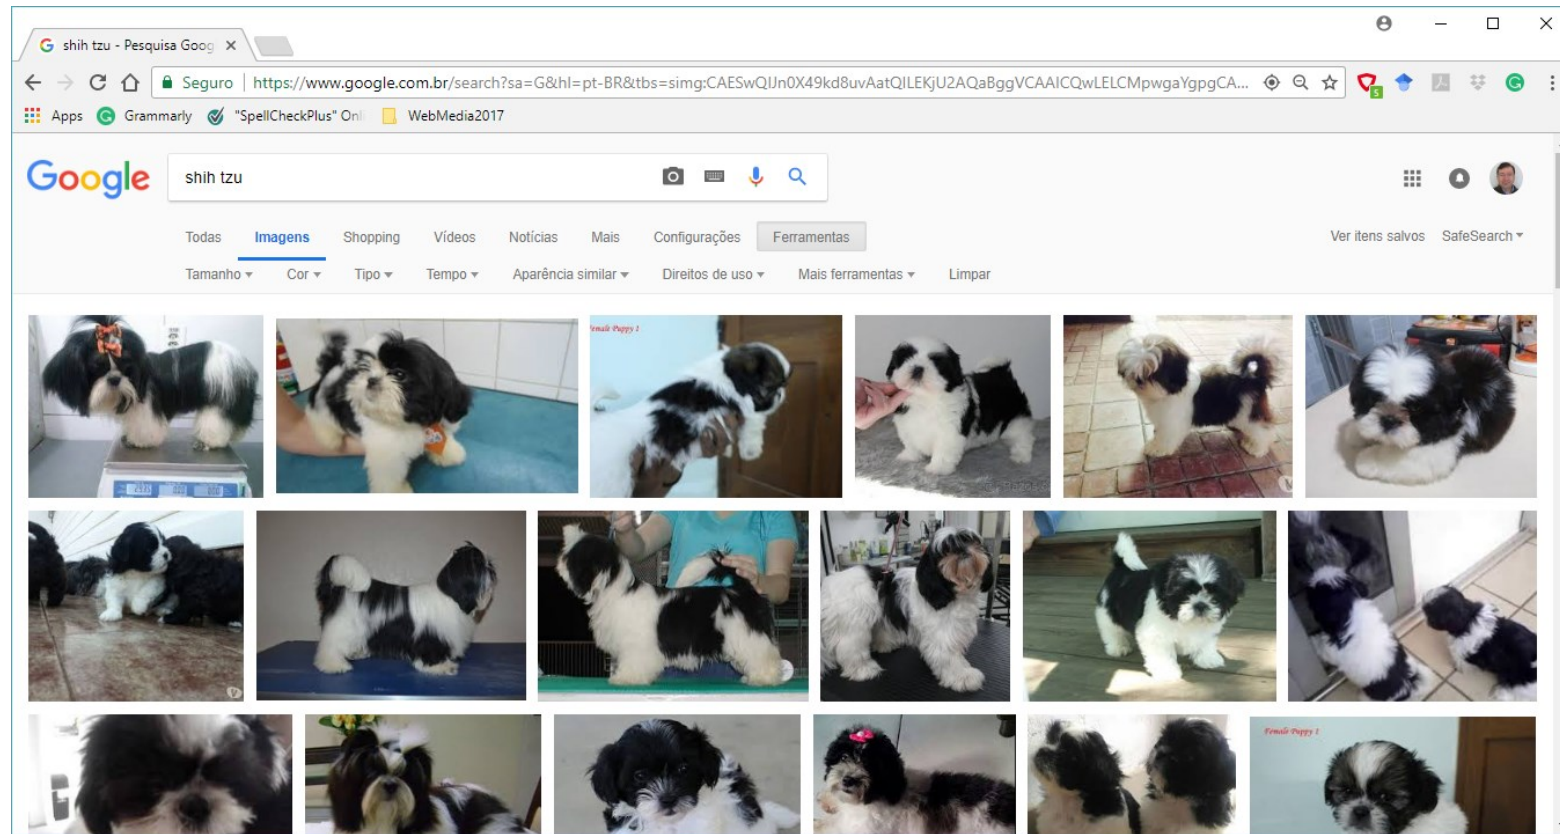 shih tzu - Pesquisa Goog
Seguro | https://www.google.com.br/search?sa=G&hl=pt-BR&tbs=simg:CAESwQIJn0X49kd8uvAatQILEKjU2AQaBggVCAAICQwLELCMpwgaYgpgCA...
Apps Grammarly "SpellCheckPlus" Onli WebMedia2017
Google shih tzu
Todas Imagens Shopping Vídeos Notícias Mais Configurações Ferramentas Ver itens salvos SafeSearch
Tamanho Cor Tipo Tempo Aparência similar Direitos de uso Mais ferramentas Limpar
Female Puppy 1
Female Puppy 1